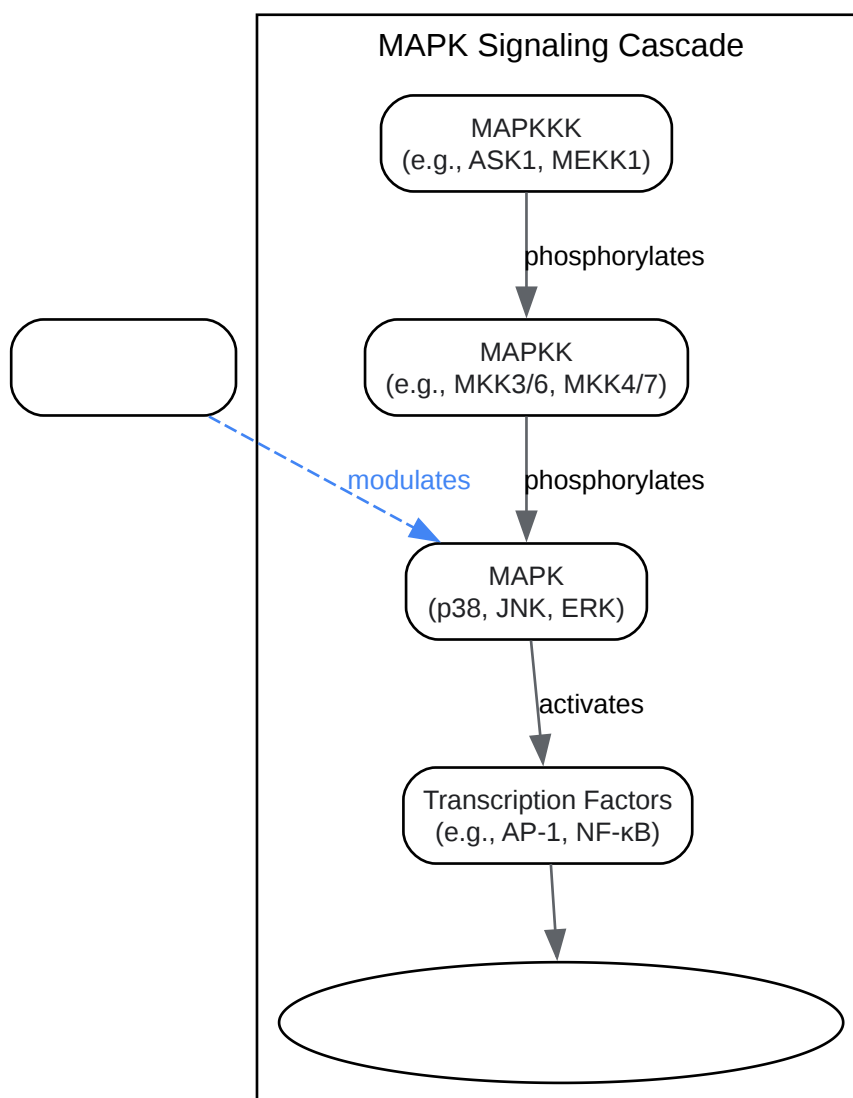 MAPK Signaling Cascade
MAPKKK
(e.g., ASK1, MEKK1)
phosphorylates
MAPKK
(e.g., MKK3/6, MKK4/7)
modulates
phosphorylates
MAPK
(p38, JNK, ERK)
activates
Transcription Factors
(e.g., AP-1, NF-κB)